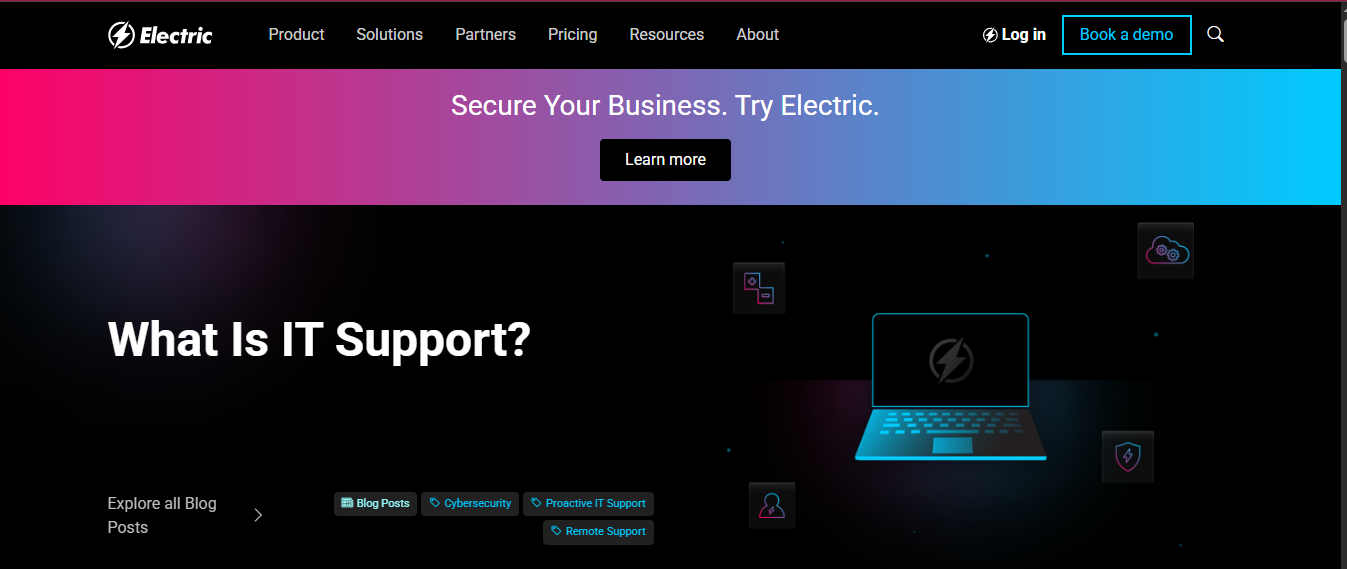 Electric Product Solutions Partners Pricing Resources About Log in Book a demo
Secure Your Business. Try Electric.
Learn more
What Is IT Support?
Explore all Blog
Posts
Blog Posts Cybersecurity Proactive IT Support
Remote Support